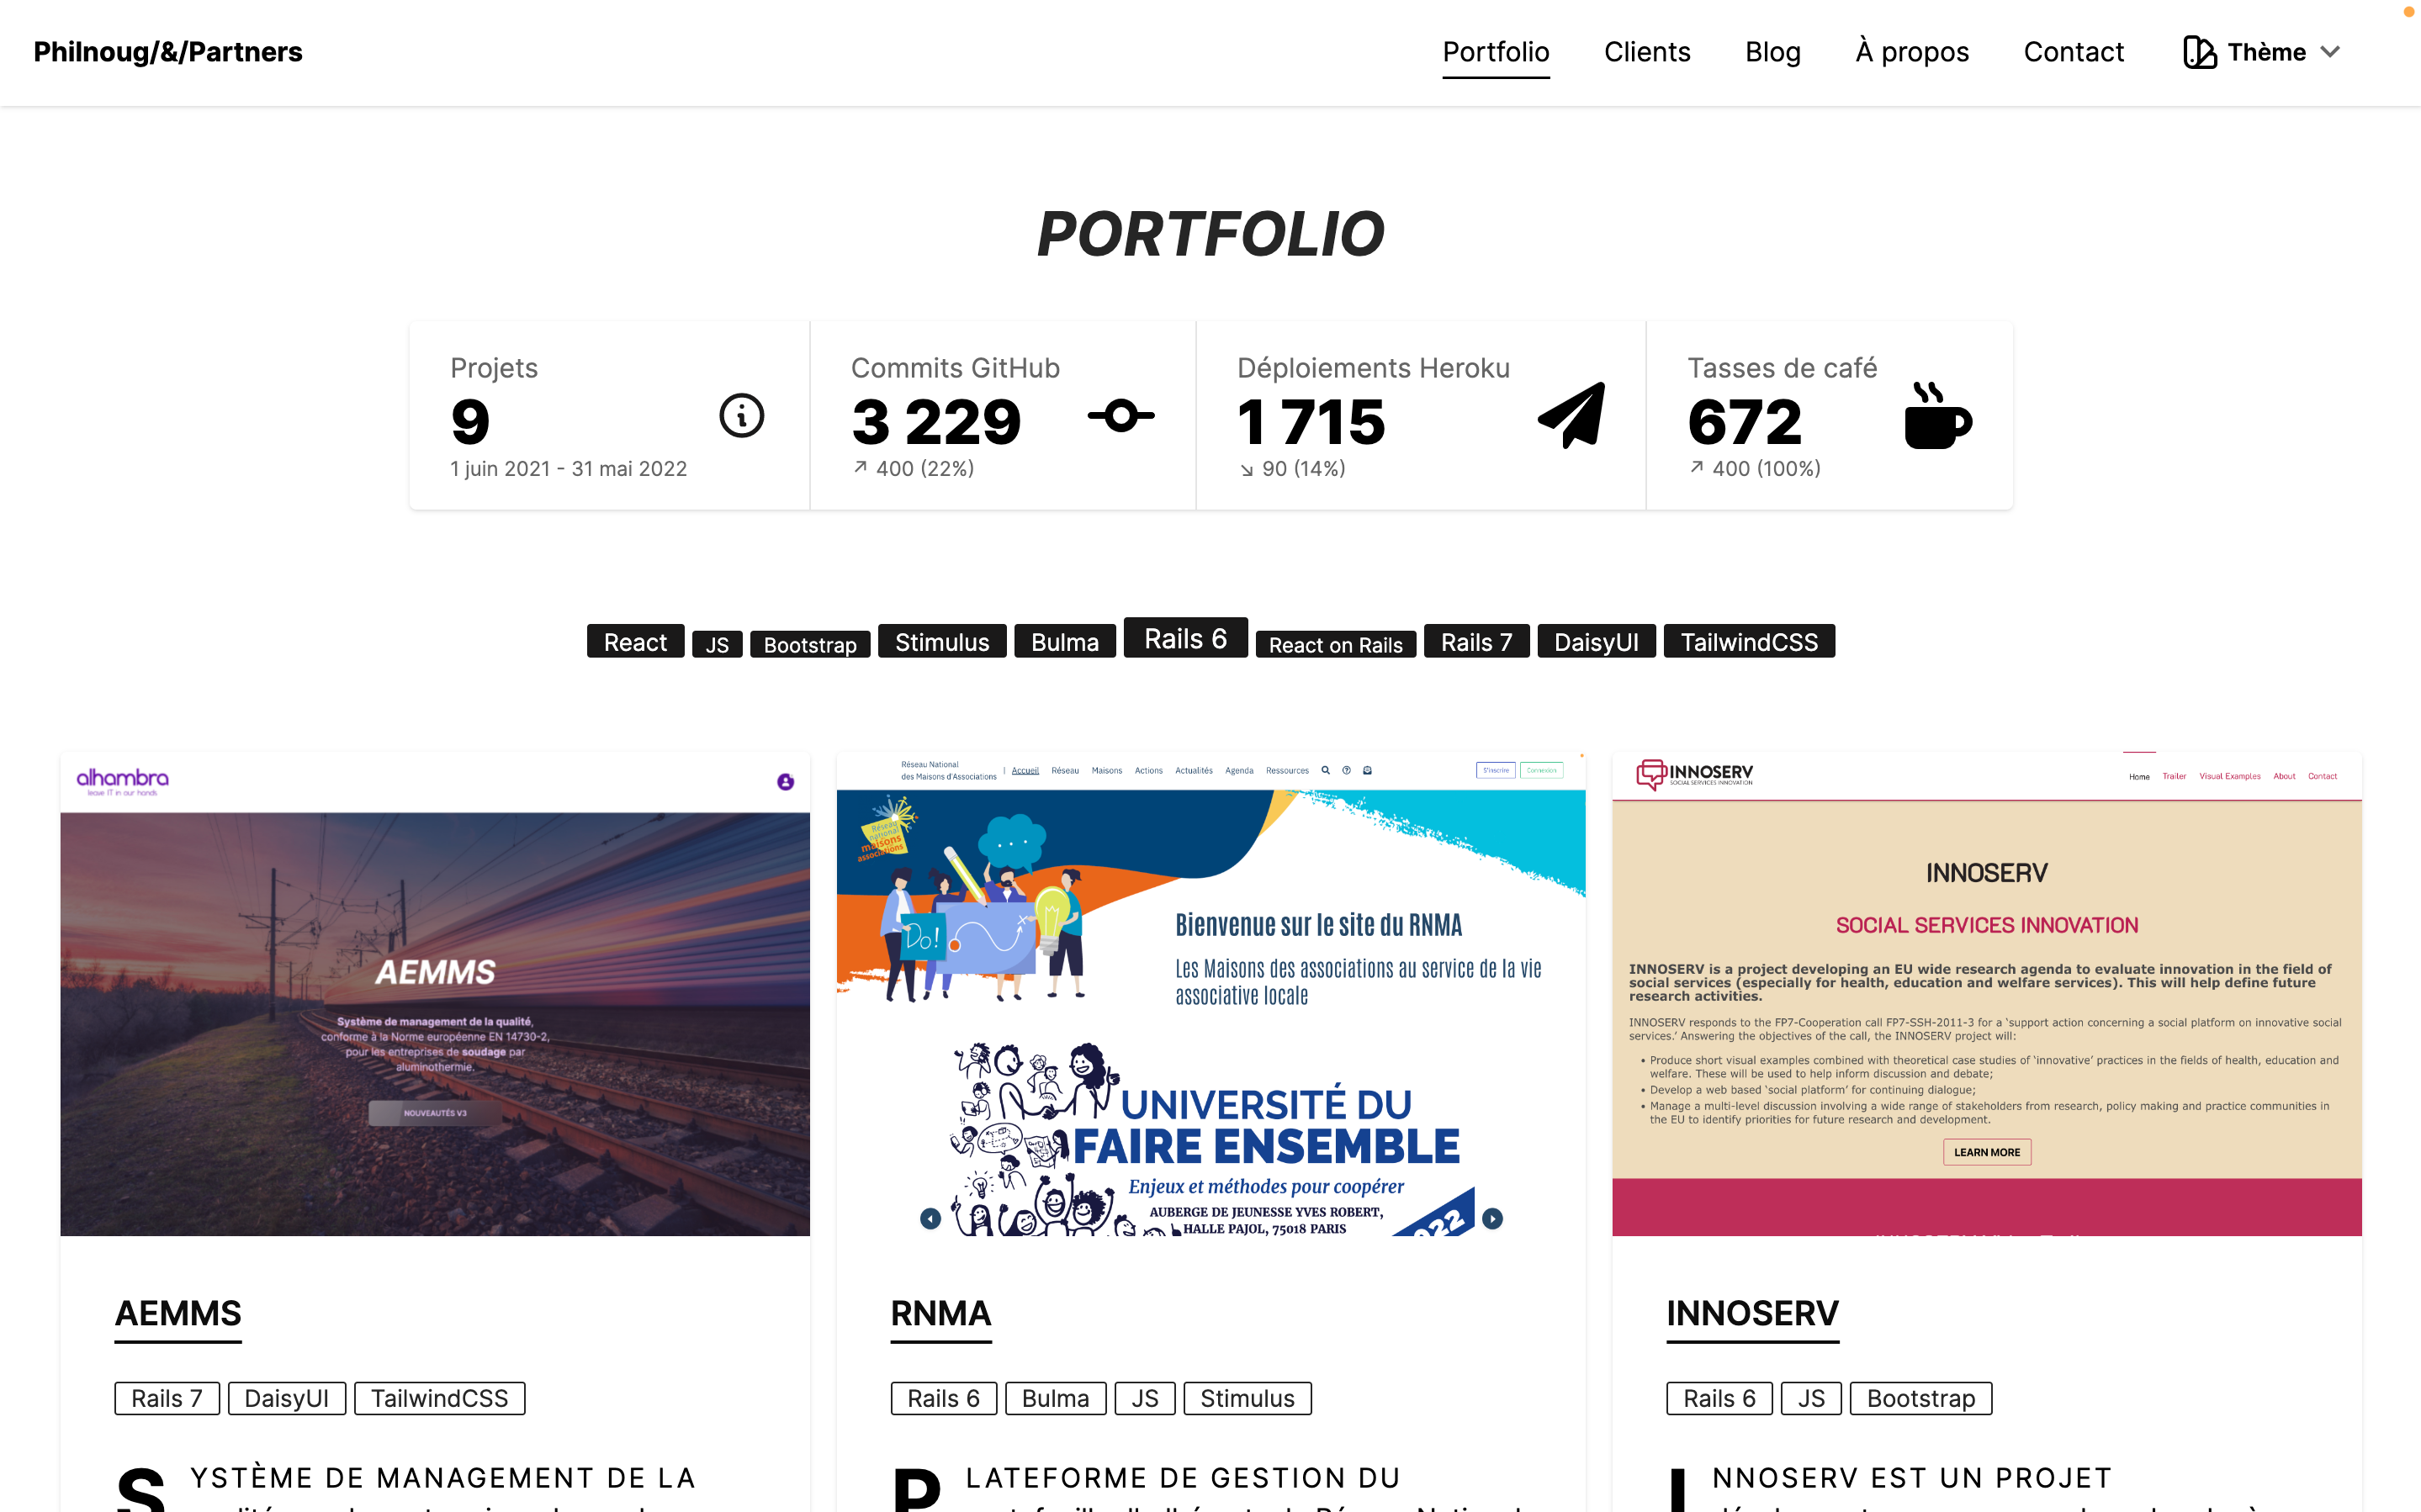 Philnoug/&/Partners
Portfolio Clients Blog À propos Contact Thème
PORTFOLIO
Projets
9
1 juin 2021 - 31 mai 2022
Commits GitHub
3 229
↗ 400 (22%)
Déploiements Heroku
1 715
↘ 90 (14%)
Tasses de café
672
↗ 400 (100%)
React JS Bootstrap Stimulus Bulma Rails 6 React on Rails Rails 7 DaisyUI TailwindCSS
alhambra
leave IT in our hands
AEMMS
Système de management de la qualité,
conforme à la Norme européenne EN 14730-2,
pour les entreprises de soudage par
aluminothermie.
NOUVEAUTÉS V3
Réseau National
des Maisons d'Associations | Accueil Réseau Maisons Actions Actualités Agenda Ressources S'inscrire Connexion
Réseau
national
maisons
associations
Do!
Bienvenue sur le site du RNMA
Les Maisons des associations au service de la vie
associative locale
UNIVERSITÉ DU
FAIRE ENSEMBLE
Enjeux et méthodes pour coopérer
AUBERGE DE JEUNESSE YVES ROBERT,
HALLE PAJOL, 75018 PARIS
INNOSERV
SOCIAL SERVICES INNOVATION
Home Trailer Visual Examples About Contact
INNOSERV
SOCIAL SERVICES INNOVATION
INNOSERV is a project developing an EU wide research agenda to evaluate innovation in the field of
social services (especially for health, education and welfare services). This will help define future
research activities.
INNOSERV responds to the FP7-Cooperation call FP7-SSH-2011-3 for a ‘support action concerning a social platform on innovative social
services.’ Answering the objectives of the call, the INNOSERV project will:
• Produce short visual examples combined with theoretical case studies of ‘innovative’ practices in the fields of health, education and
welfare. These will be used to help inform discussion and debate;
• Develop a web based ‘social platform’ for continuing dialogue;
• Manage a multi-level discussion involving a wide range of stakeholders from research, policy making and practice communities in
the EU to identify priorities for future research and development.
LEARN MORE
AEMMS
Rails 7 DaisyUI TailwindCSS
SYSTÈME DE MANAGEMENT DE LA
RNMA
Rails 6 Bulma JS Stimulus
PLATEFORME DE GESTION DU
INNOSERV
Rails 6 JS Bootstrap
INNOSERV EST UN PROJET